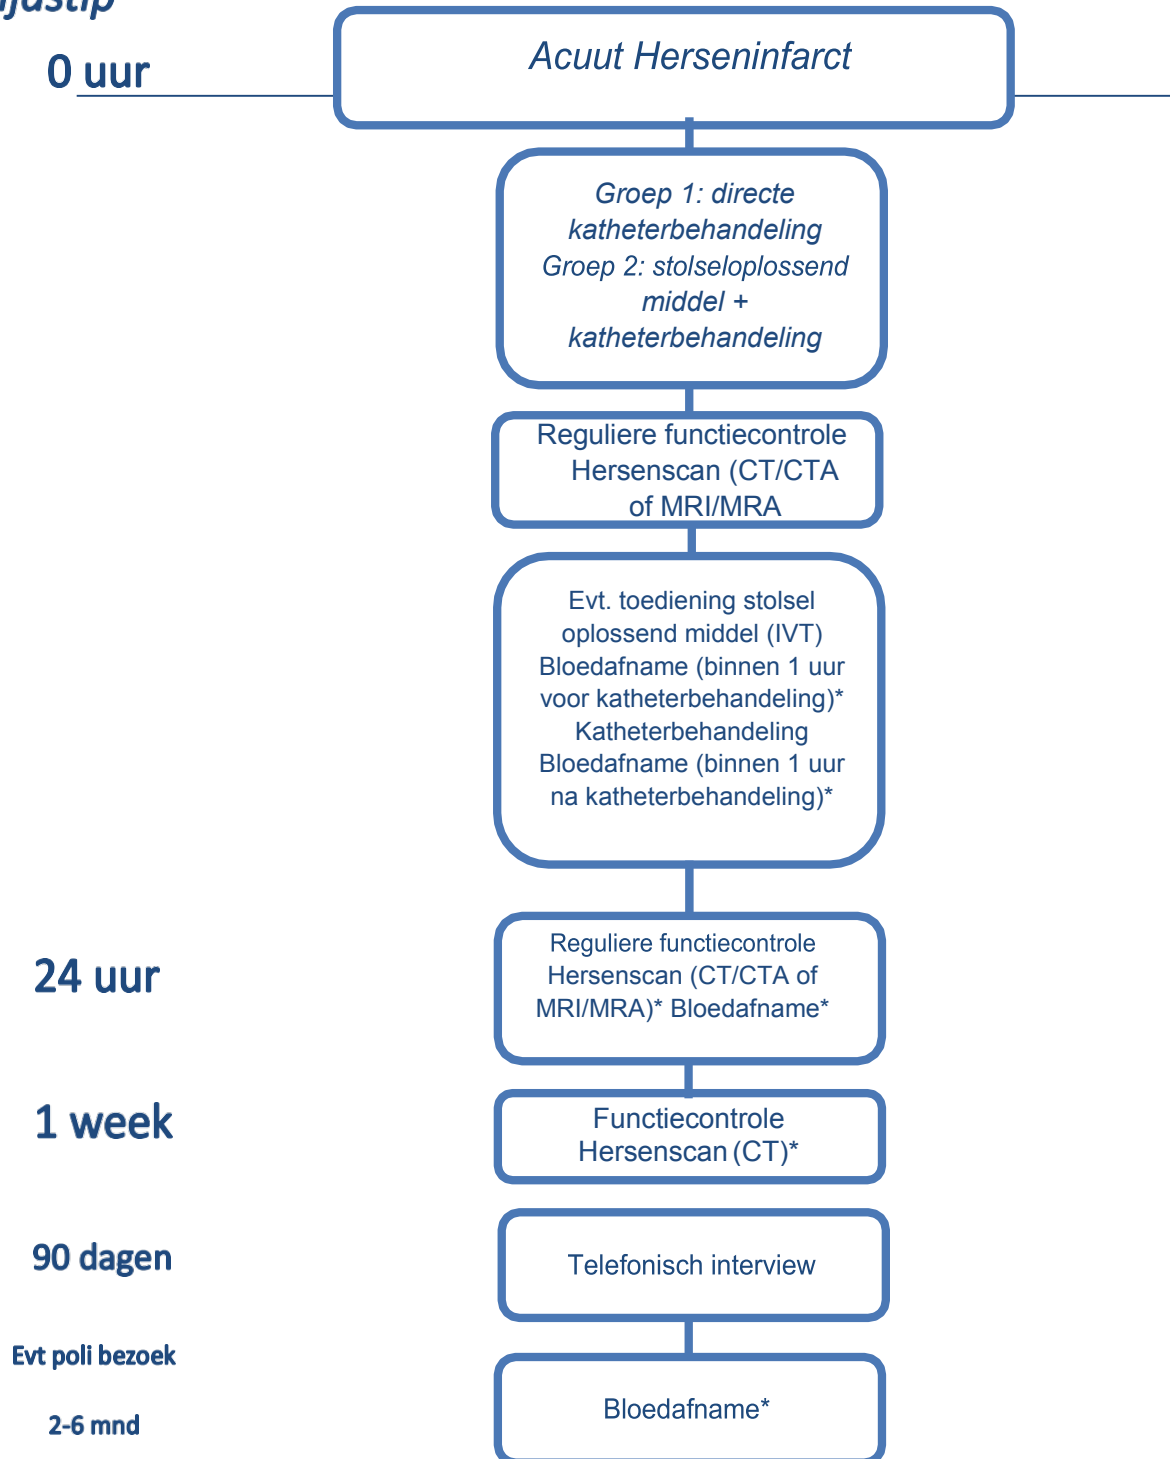 0 uur
Acuut Herseninfarct
Groep 1: directe
katheterbehandeling
Groep 2: stolseloplossend
middel +
katheterbehandeling
Reguliere functiecontrole
Hersenscan (CT/CTA
of MRI/MRA
Evt. toediening stolsel
oplossend middel (IVT)
Bloedafname (binnen 1 uur
voor katheterbehandeling)*
Katheterbehandeling
Bloedafname (binnen 1 uur
na katheterbehandeling)*
24 uur
Reguliere functiecontrole
Hersenscan (CT/CTA of
MRI/MRA)* Bloedafname*
1 week
Functiecontrole
Hersenscan (CT)*
90 dagen
Telefonisch interview
Evt poli bezoek
2-6 mnd
Bloedafname*